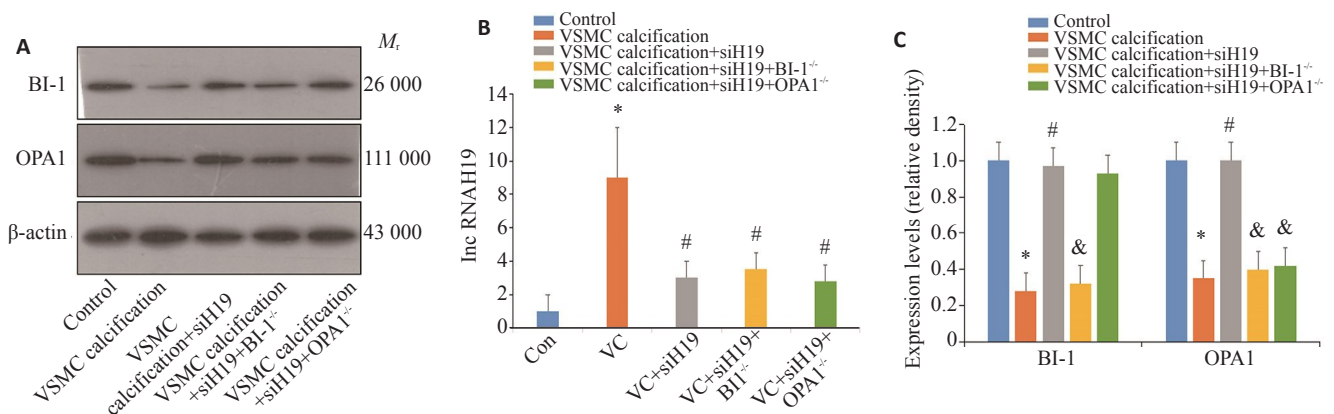 A
Mr
BI-1
26 000
OPA1
111 000
β-actin
43 000
Control
VSMC calcification
VSMC
calcification+siH19
VSMC calcification
+siH19+BI-1-/-
VSMC calcification
+siH19+OPA1-/-
B
Control
VSMC calcification
VSMC calcification+siH19
VSMC calcification+siH19+BI-1-/-
VSMC calcification+siH19+OPA1-/-
lnc RNAH19
14
12
10
8
6
4
2
0
*
#
#
#
Con
VC
VC+siH19
VC+siH19+
BI1-/-
VC+siH19+
OPA1-/-
C
Control
VSMC calcification
VSMC calcification+siH19
VSMC calcification+siH19+BI-1-/-
VSMC calcification+siH19+OPA1-/-
Expression levels (relative density)
1.2
1.0
0.8
0.6
0.4
0.2
0
*
#
&
*
#
&
&
BI-1
OPA1